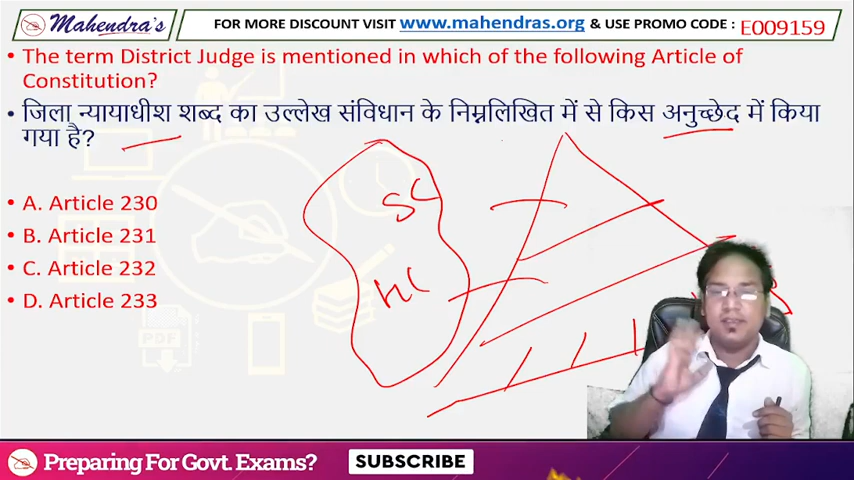 Mahendra's
FOR MORE DISCOUNT VISIT www.mahendras.org & USE PROMO CODE : E009159
• The term District Judge is mentioned in which of the following Article of
Constitution?
• जिला न्यायाधीश शब्द का उल्लेख संविधान के निम्नलिखित में से किस अनुच्छेद में किया
गया है?
• A. Article 230
• B. Article 231
• C. Article 232
• D. Article 233
SC
HC
PDF
Preparing For Govt. Exams? SUBSCRIBE